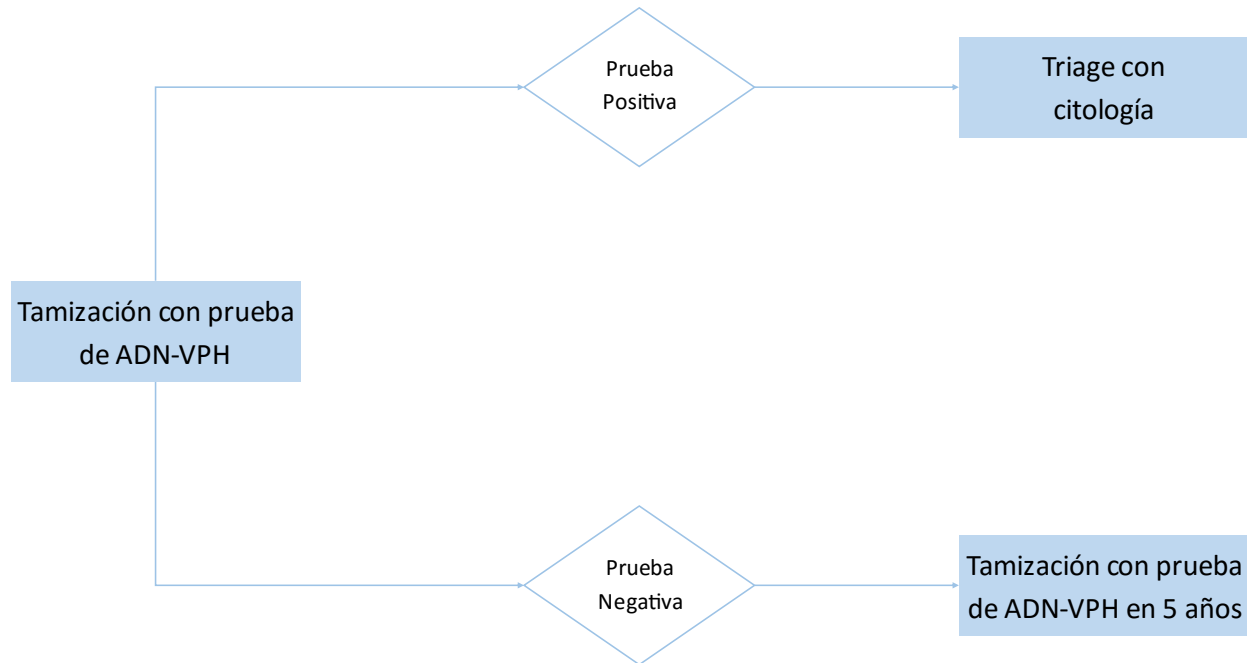 Prueba
Positiva
Triage con
citología
Tamización con prueba
de ADN-VPH
Prueba
Negativa
Tamización con prueba
de ADN-VPH en 5 años